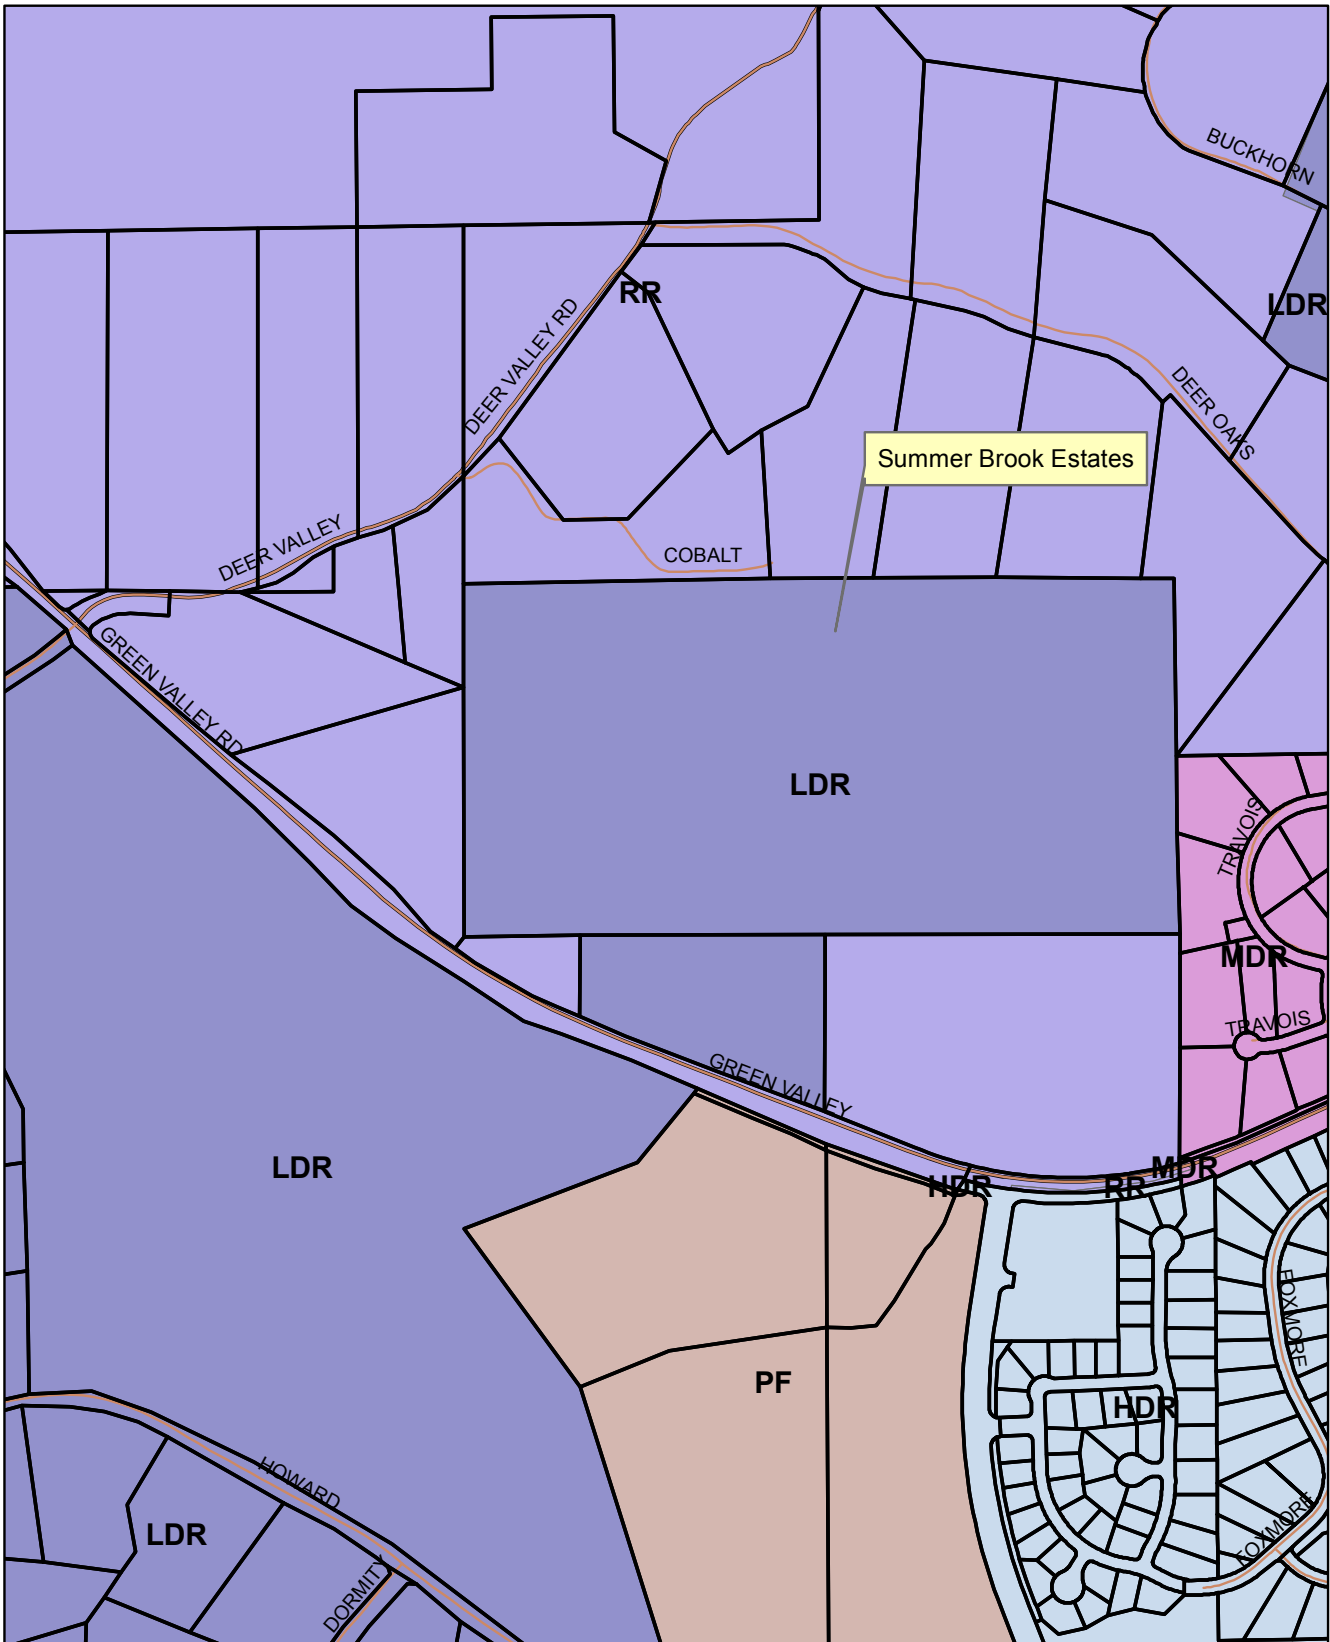 BUCKHORN
RR
LDR
DEER VALLEY RD
DEER OAKS
Summer Brook Estates
DEER VALLEY
COBALT
GREEN VALLEY RD
LDR
TRAVOIS
MDR
TRAVOIS
GREEN VALLEY
LDR
MDR
HDR
RR
FOXMORE
PF
HDR
HOWARD
LDR
FOXMORE
DORMITY